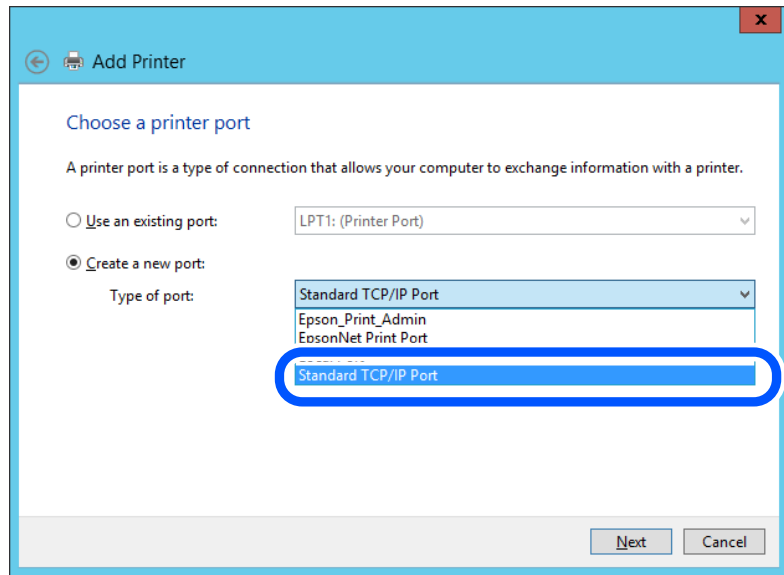 x
Add Printer
Choose a printer port
A printer port is a type of connection that allows your computer to exchange information with a printer.
Use an existing port: LPT1: (Printer Port)
Create a new port:
Type of port: Standard TCP/IP Port
Epson_Print_Admin
EpsonNet Print Port
Standard TCP/IP Port
Next Cancel